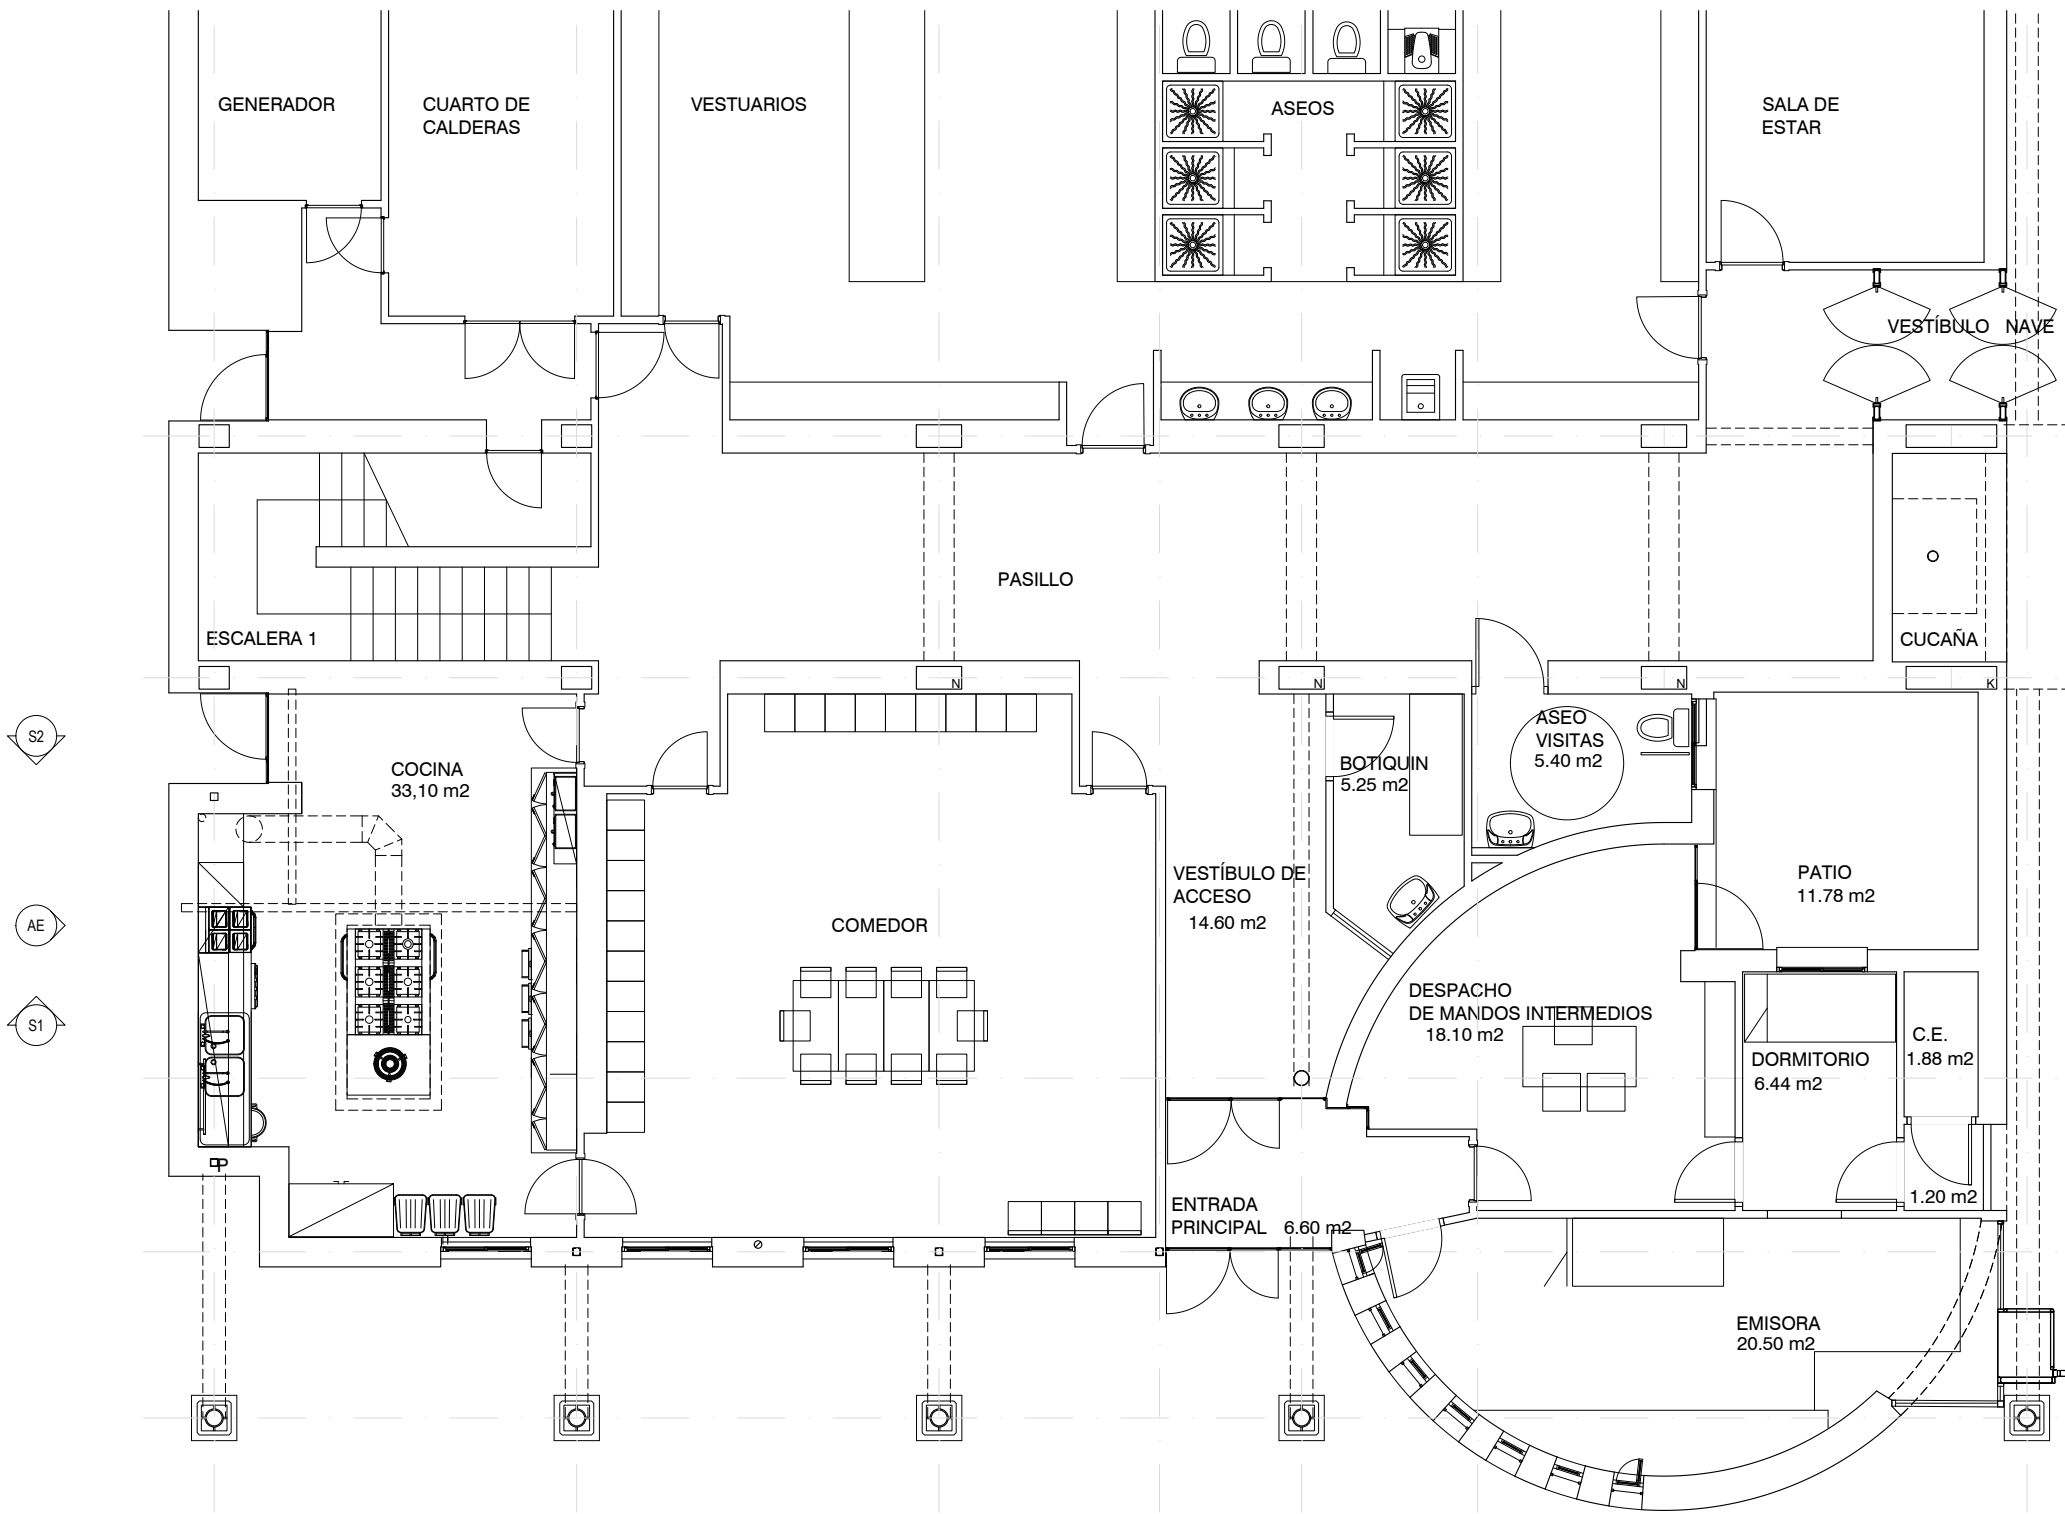 GENERADOR
CUARTO DE
CALDERAS
VESTUARIOS
ASEOS
SALA DE
ESTAR
VESTÍBULO NAVE
PASILLO
ESCALERA 1
CUCAÑA
N
N
N
K
S2
COCINA
33,10 m2
BOTIQUIN
5.25 m2
ASEO
VISITAS
5.40 m2
AE
VESTÍBULO DE
ACCESO
14.60 m2
COMEDOR
PATIO
11.78 m2
S1
DESPACHO
DE MANDOS INTERMEDIOS
18.10 m2
DORMITORIO
6.44 m2
C.E.
1.88 m2
1.20 m2
ENTRADA
PRINCIPAL 6.60 m2
EMISORA
20.50 m2